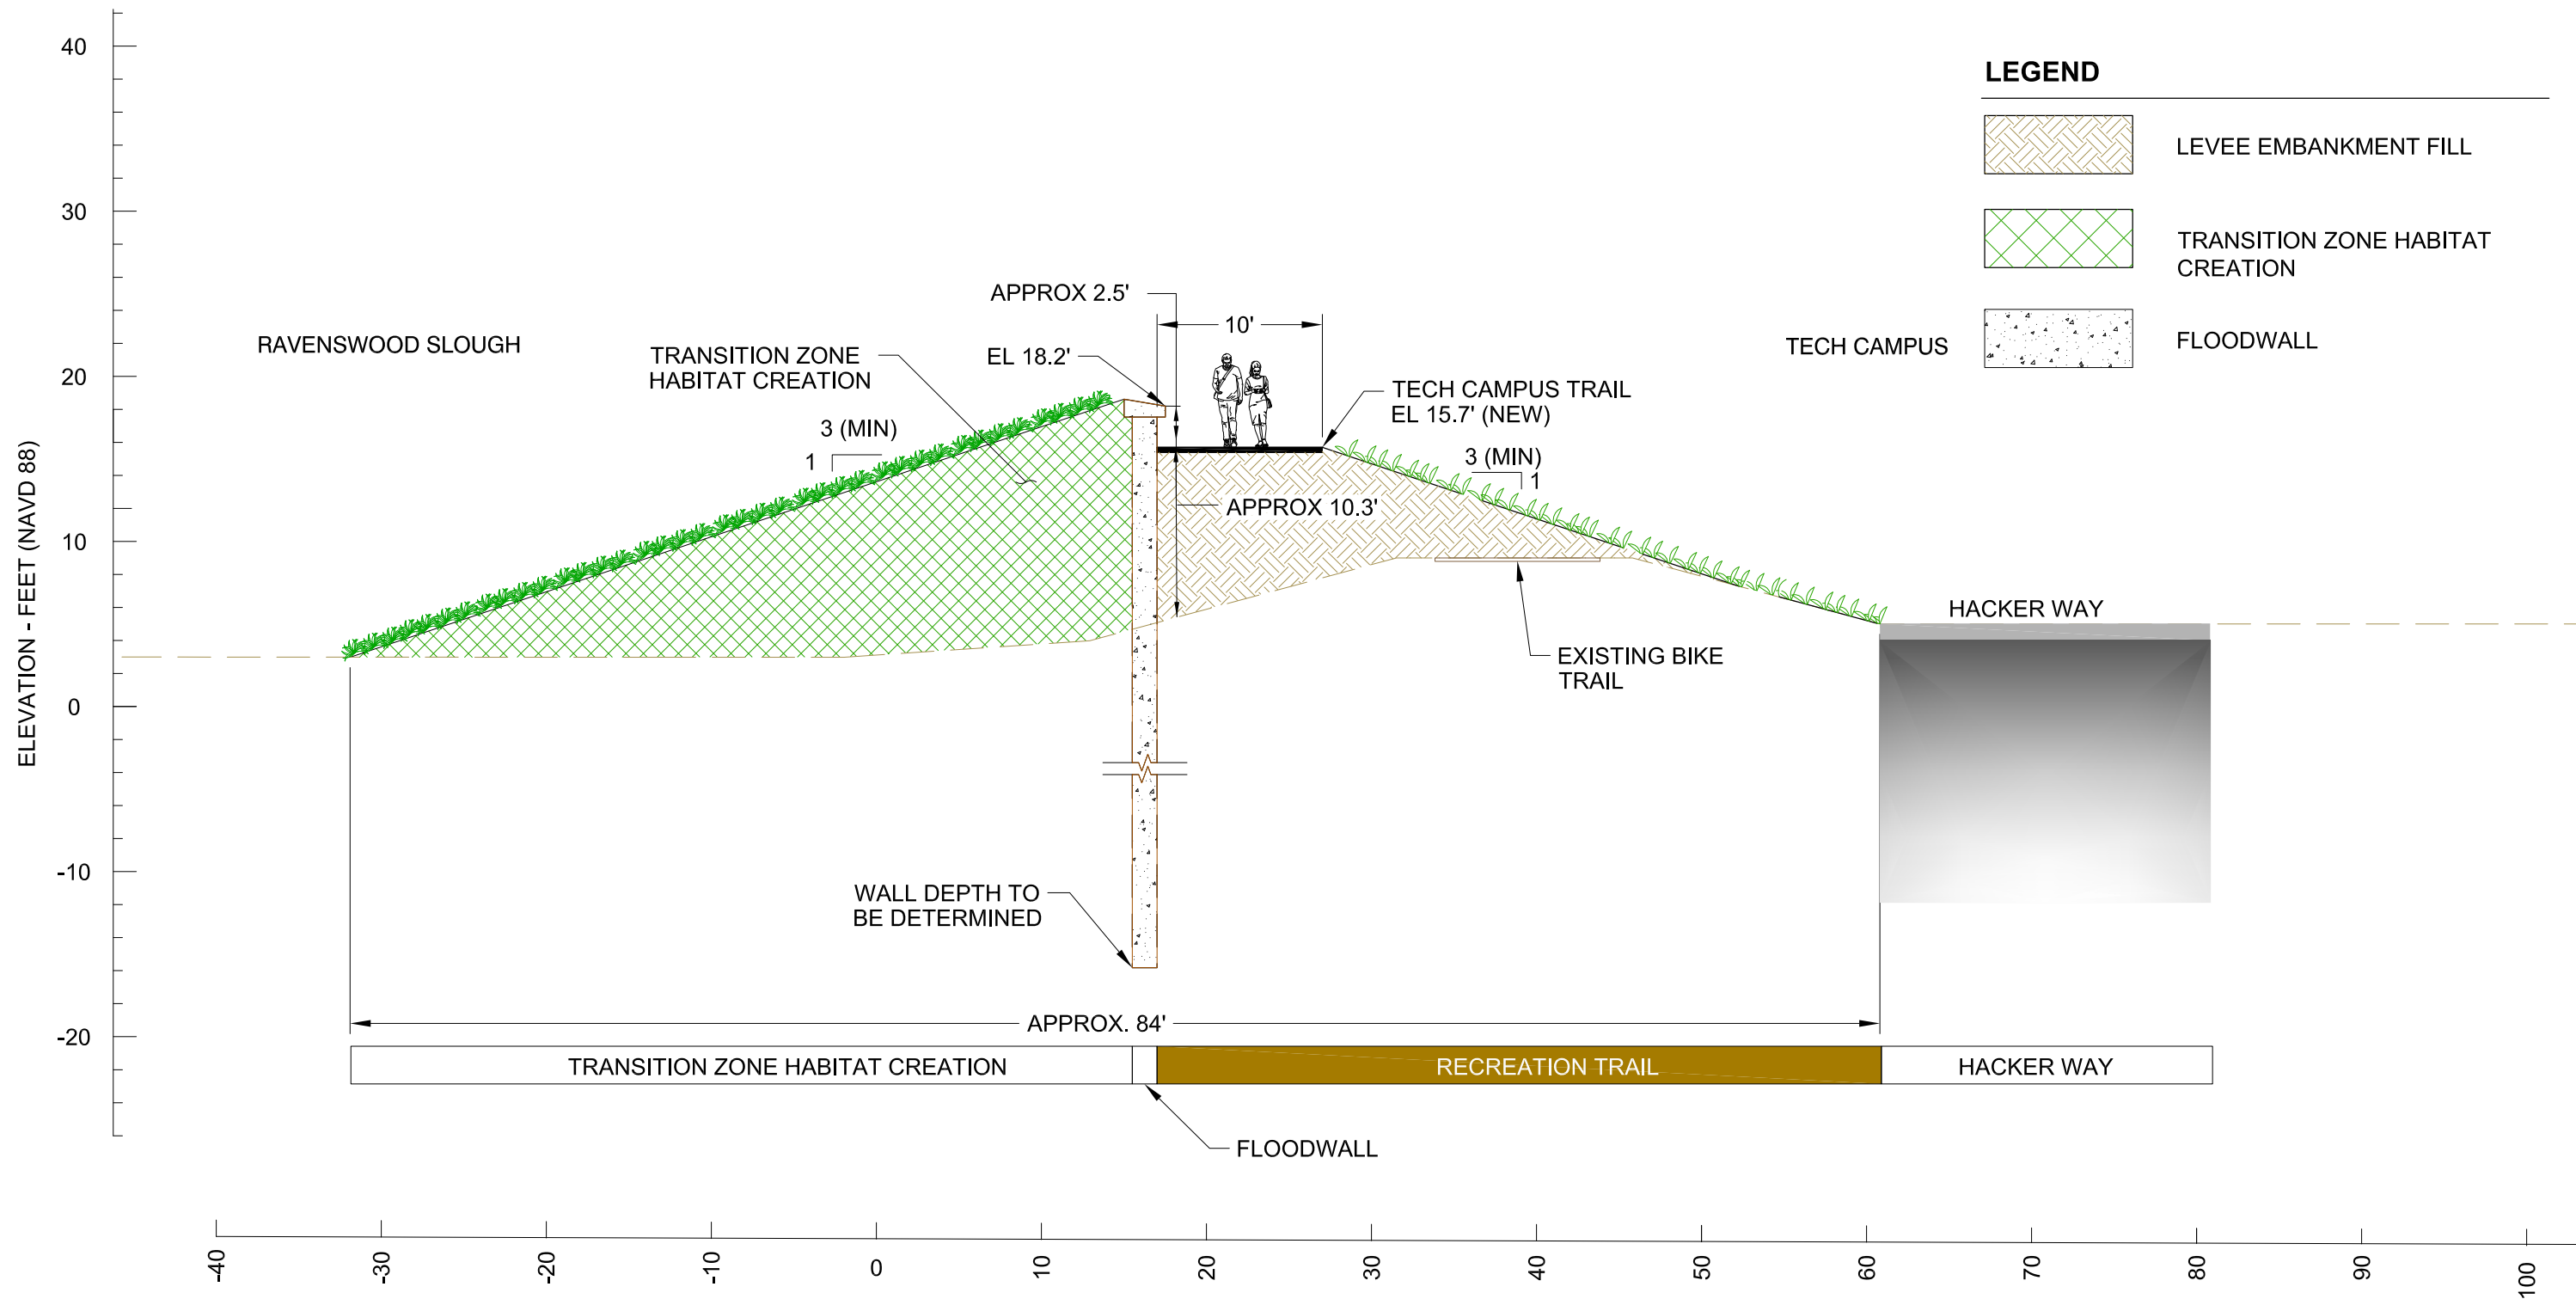 LEGEND
LEVEE EMBANKMENT FILL
TRANSITION ZONE HABITAT
CREATION
FLOODWALL
ELEVATION - FEET (NAVD 88)
40
30
20
10
0
-10
-20
RAVENSWOOD SLOUGH
TRANSITION ZONE
HABITAT CREATION
3 (MIN)
1
APPROX 2.5'
EL 18.2'
10'
TECH CAMPUS
TECH CAMPUS TRAIL
EL 15.7' (NEW)
3 (MIN)
1
APPROX 10.3'
HACKER WAY
EXISTING BIKE
TRAIL
WALL DEPTH TO
BE DETERMINED
APPROX. 84'
TRANSITION ZONE HABITAT CREATION
RECREATION TRAIL
HACKER WAY
FLOODWALL
-40
-30
-20
-10
0
10
20
30
40
50
60
70
80
90
100